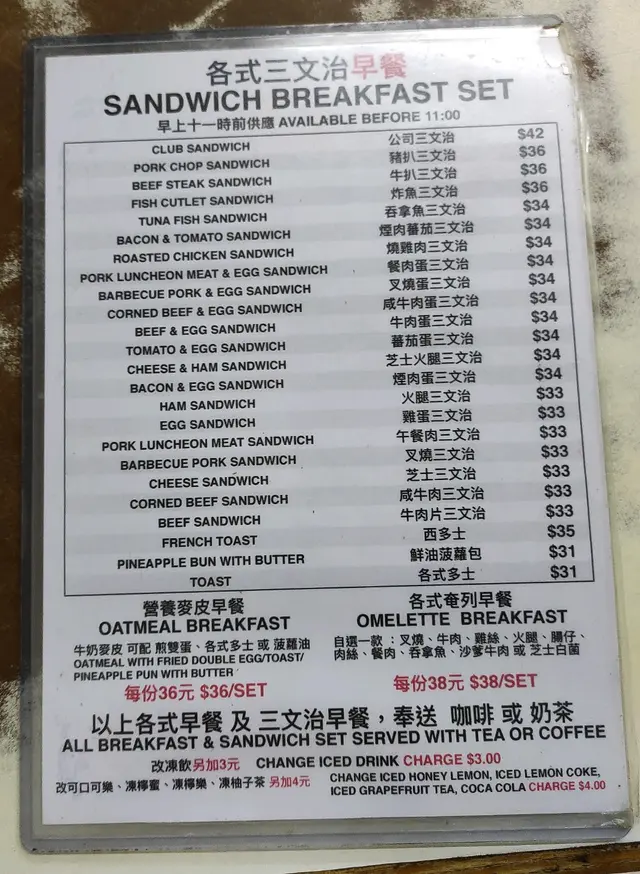 各式三文治早餐
SANDWICH BREAKFAST SET
早上十一時前供應 AVAILABLE BEFORE 11:00
CLUB SANDWICH 公司三文治 $42
PORK CHOP SANDWICH 豬扒三文治 $36
BEEF STEAK SANDWICH 牛扒三文治 $36
FISH CUTLET SANDWICH 炸魚三文治 $36
TUNA FISH SANDWICH 吞拿魚三文治 $34
BACON & TOMATO SANDWICH 煙肉蕃茄三文治 $34
ROASTED CHICKEN SANDWICH 燒雞肉三文治 $34
PORK LUNCHEON MEAT & EGG SANDWICH 餐肉蛋三文治 $34
BARBECUE PORK & EGG SANDWICH 叉燒蛋三文治 $34
CORNED BEEF & EGG SANDWICH 咸牛肉蛋三文治 $34
BEEF & EGG SANDWICH 牛肉蛋三文治 $34
TOMATO & EGG SANDWICH 蕃茄蛋三文治 $34
CHEESE & HAM SANDWICH 芝士火腿三文治 $34
BACON & EGG SANDWICH 煙肉蛋三文治 $34
HAM SANDWICH 火腿三文治 $33
EGG SANDWICH 雞蛋三文治 $33
PORK LUNCHEON MEAT SANDWICH 午餐肉三文治 $33
BARBECUE PORK SANDWICH 叉燒三文治 $33
CHEESE SANDWICH 芝士三文治 $33
CORNED BEEF SANDWICH 咸牛肉三文治 $33
BEEF SANDWICH 牛肉片三文治 $33
FRENCH TOAST 西多士 $35
PINEAPPLE BUN WITH BUTTER 鮮油菠蘿包 $31
TOAST 各式多士 $31
營養麥皮早餐
OATMEAL BREAKFAST
牛奶麥皮 可配 煎雙蛋、各式多士 或 菠蘿油
OATMEAL WITH FRIED DOUBLE EGG/TOAST/
PINEAPPLE PUN WITH BUTTER
每份36元 $36/SET
各式奄列早餐
OMELETTE BREAKFAST
自選一款 : 叉燒、牛肉、雞絲、火腿、腸仔、
肉絲、餐肉、吞拿魚、沙爹牛肉 或 芝士白菌
每份38元 $38/SET
以上各式早餐 及 三文治早餐，奉送 咖啡 或 奶茶
ALL BREAKFAST & SANDWICH SET SERVED WITH TEA OR COFFEE
改凍飲另加3元 CHANGE ICED DRINK CHARGE $3.00
改可口可樂、凍檸蜜、凍檸樂、凍柚子茶 另加4元
CHANGE ICED HONEY LEMON, ICED LEMON COKE,
ICED GRAPEFRUIT TEA, COCA COLA CHARGE $4.00